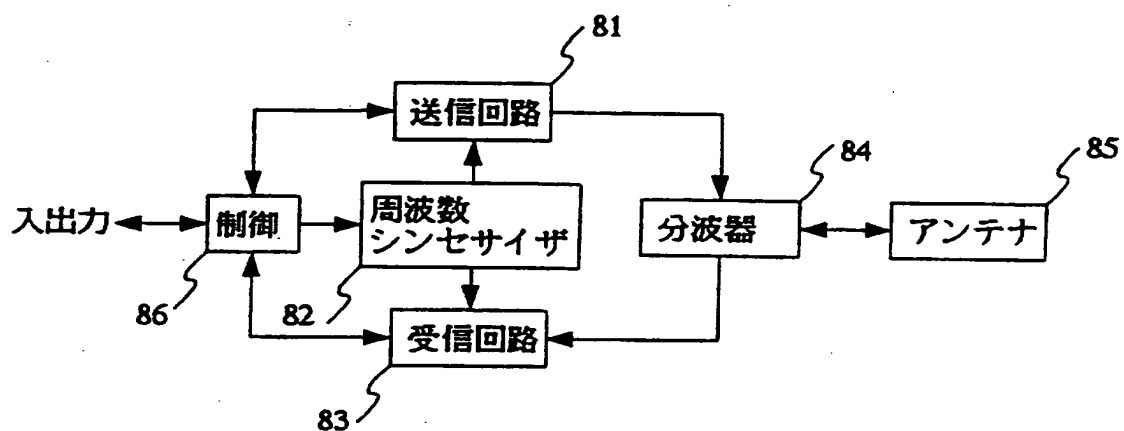 81
送信回路
84
85
入出力
制御
周波数
シンセサイザ
分波器
アンテナ
86
82
受信回路
83